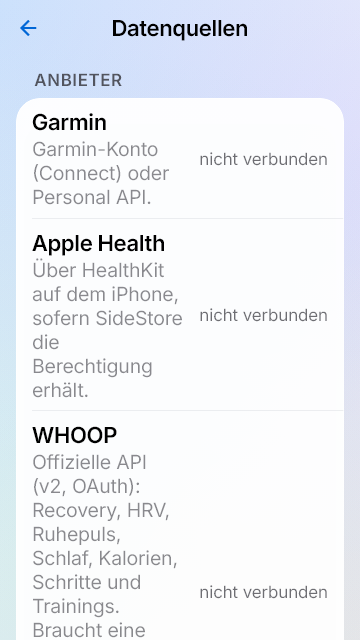 Datenquellen
ANBIETER
Garmin
Garmin-Konto
(Connect) oder
Personal API.
nicht verbunden
Apple Health
Über HealthKit
auf dem iPhone,
sofern SideStore
die
Berechtigung
erhält.
nicht verbunden
WHOOP
Offizielle API
(v2, OAuth):
Recovery, HRV,
Ruhepuls,
Schlaf, Kalorien,
Schritte und
Trainings.
Braucht eine
nicht verbunden